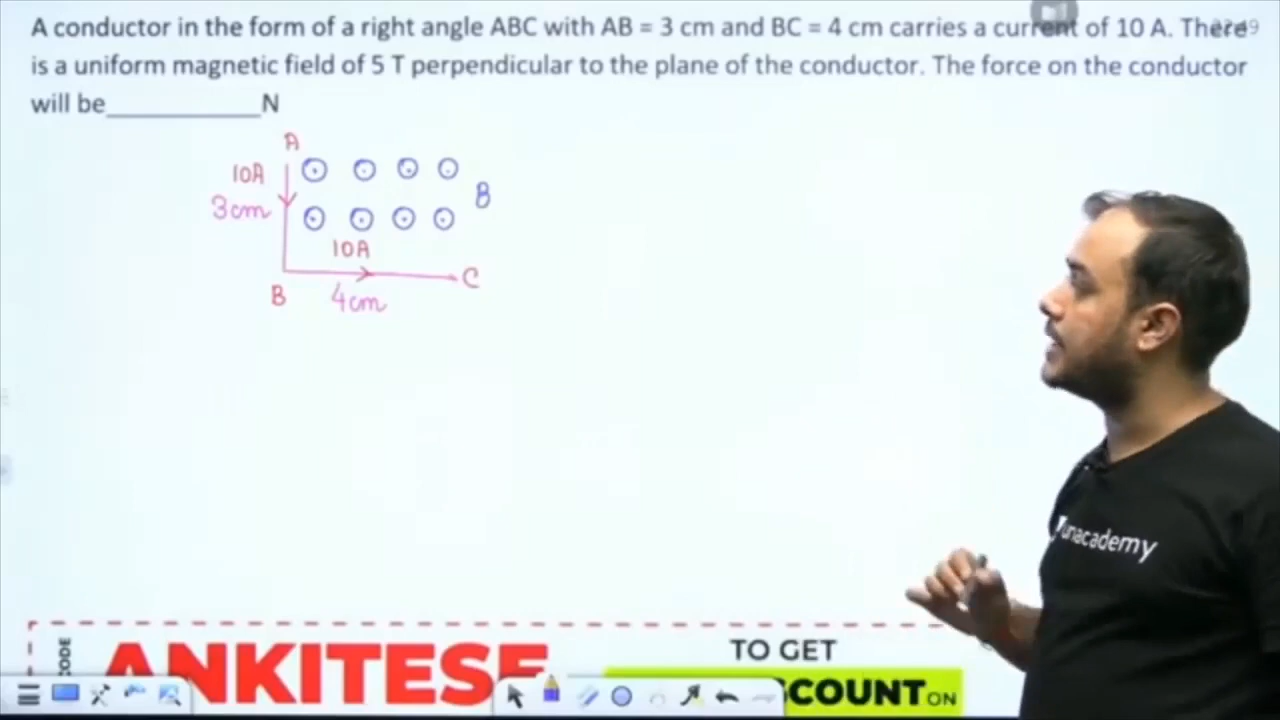 A conductor in the form of a right angle ABC with AB = 3 cm and BC = 4 cm carries a current of 10 A. There
is a uniform magnetic field of 5 T perpendicular to the plane of the conductor. The force on the conductor
will be____________N
A
10A
3cm
B
10A
B
4cm
C
unacademy
CODE
ANKITESE
TO GET
COUNT ON